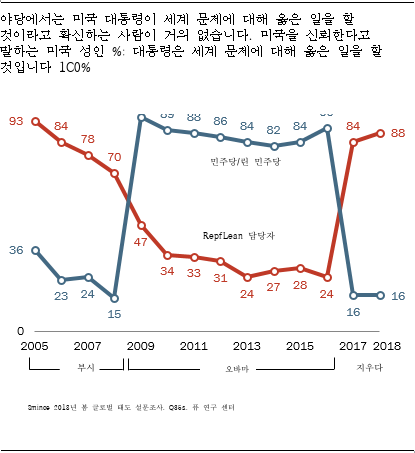 야당에서는 미국 대통령이 세계 문제에 대해 옳은 일을 할
것이라고 확신하는 사람이 거의 없습니다. 미국을 신뢰한다고
말하는 미국 성인 %: 대통령은 세계 문제에 대해 옳은 일을 할
것입니다 1C0%
93 84 78 70 89 88 86 84 82 84 84 88
민주당/린 민주당
36 23 24 15 47 34 33 31 24 27 28 24 16 16
RepfLean 담당자
0
2005 2007 2009 2011 2013 2015 2017 2018
부시 오바마 지우다
Smince 2018년 봄 글로벌 태도 설문조사. Q35s. 퓨 연구 센터